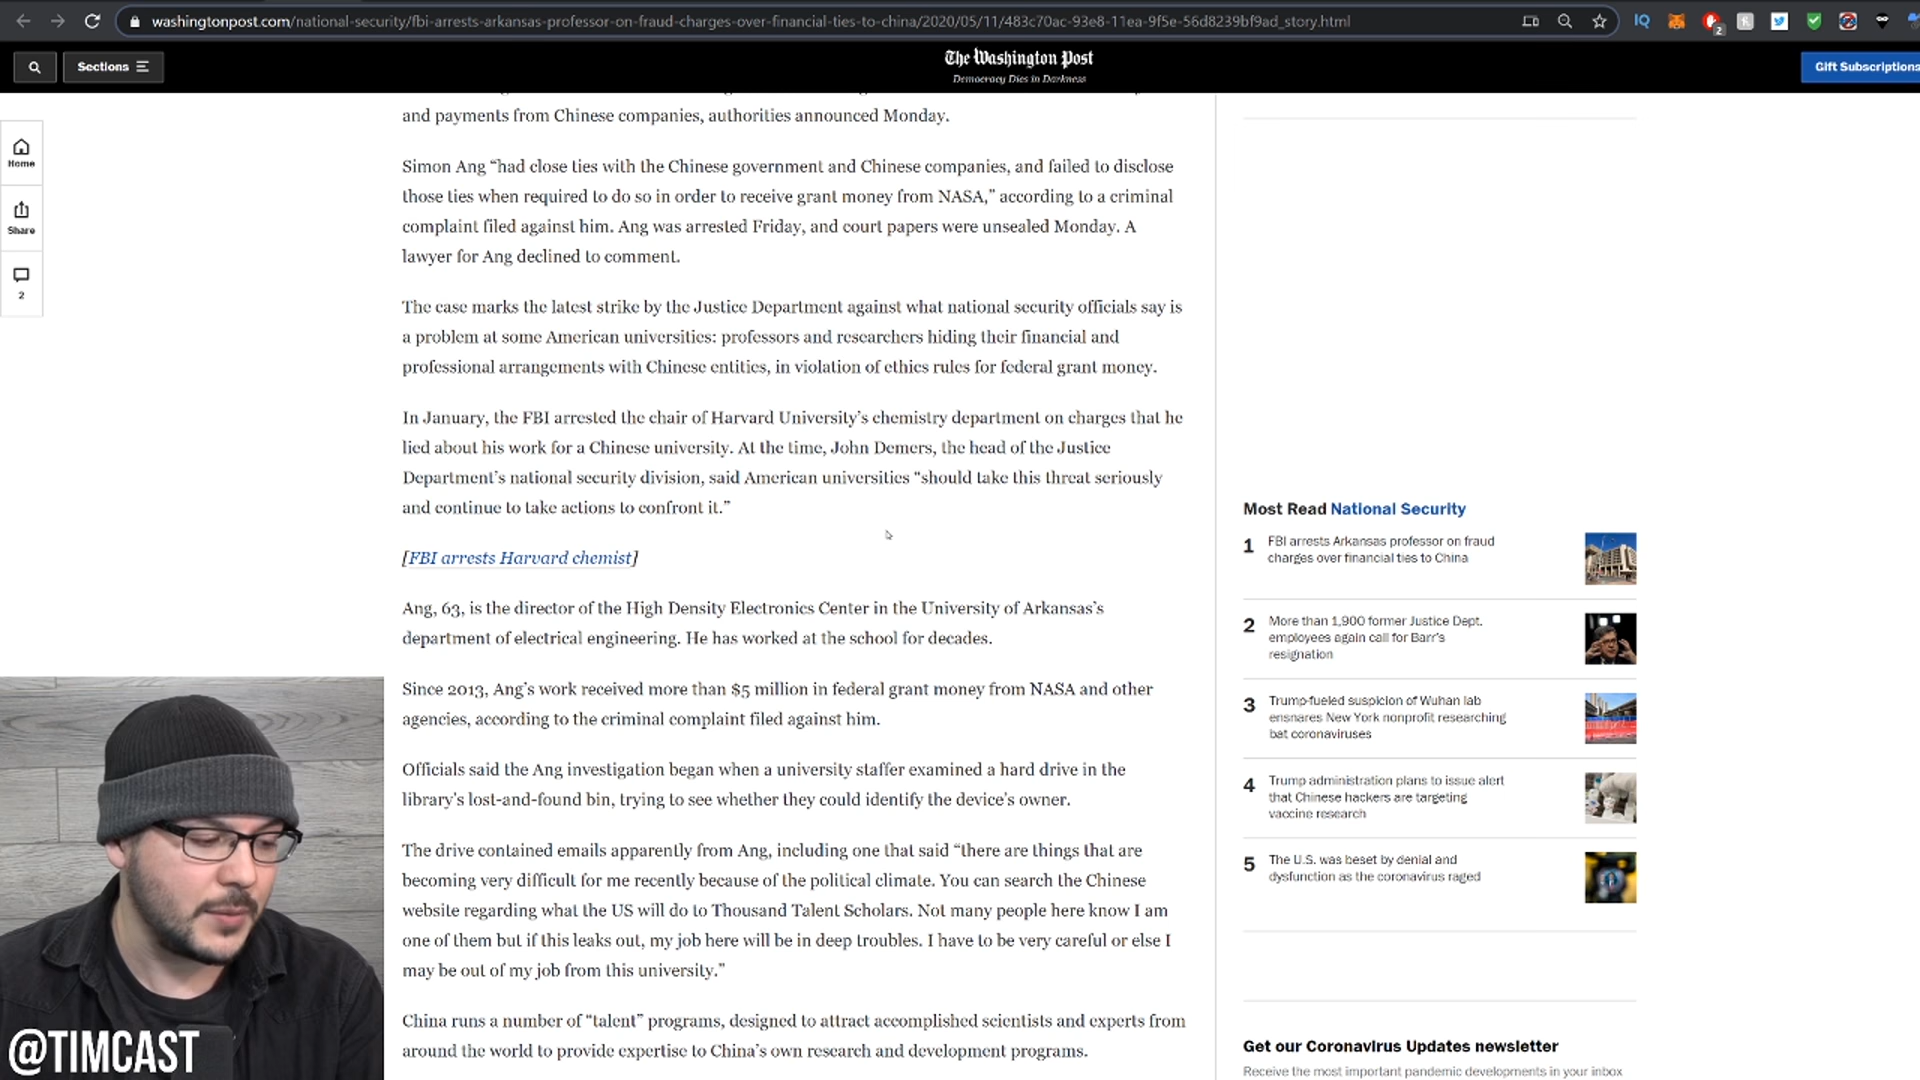 washingtonpost.com/national-security/fbi-arrests-arkansas-professor-on-fraud-charges-over-financial-ties-to-china/2020/05/11/483c70ac-93e8-11ea-9f5e-56d8239bf9ad_story.html
IQ
2
Sections
The Washington Post
Democracy Dies in Darkness
Gift Subscriptions
Home
Share
2
and payments from Chinese companies, authorities announced Monday.
Simon Ang “had close ties with the Chinese government and Chinese companies, and failed to disclose
those ties when required to do so in order to receive grant money from NASA,” according to a criminal
complaint filed against him. Ang was arrested Friday, and court papers were unsealed Monday. A
lawyer for Ang declined to comment.
The case marks the latest strike by the Justice Department against what national security officials say is
a problem at some American universities: professors and researchers hiding their financial and
professional arrangements with Chinese entities, in violation of ethics rules for federal grant money.
In January, the FBI arrested the chair of Harvard University’s chemistry department on charges that he
lied about his work for a Chinese university. At the time, John Demers, the head of the Justice
Department’s national security division, said American universities “should take this threat seriously
and continue to take actions to confront it.”
[FBI arrests Harvard chemist]
Ang, 63, is the director of the High Density Electronics Center in the University of Arkansas’s
department of electrical engineering. He has worked at the school for decades.
Since 2013, Ang’s work received more than $5 million in federal grant money from NASA and other
agencies, according to the criminal complaint filed against him.
Officials said the Ang investigation began when a university staffer examined a hard drive in the
library’s lost-and-found bin, trying to see whether they could identify the device’s owner.
The drive contained emails apparently from Ang, including one that said “there are things that are
becoming very difficult for me recently because of the political climate. You can search the Chinese
website regarding what the US will do to Thousand Talent Scholars. Not many people here know I am
one of them but if this leaks out, my job here will be in deep troubles. I have to be very careful or else I
may be out of my job from this university.”
China runs a number of “talent” programs, designed to attract accomplished scientists and experts from
around the world to provide expertise to China’s own research and development programs.
Most Read National Security
1
FBI arrests Arkansas professor on fraud
charges over financial ties to China
2
More than 1,900 former Justice Dept.
employees again call for Barr’s
resignation
3
Trump-fueled suspicion of Wuhan lab
ensnares New York nonprofit researching
bat coronaviruses
4
Trump administration plans to issue alert
that Chinese hackers are targeting
vaccine research
5
The U.S. was beset by denial and
dysfunction as the coronavirus raged
Get our Coronavirus Updates newsletter
Receive the most important pandemic developments in your inbox
@TIMCAST